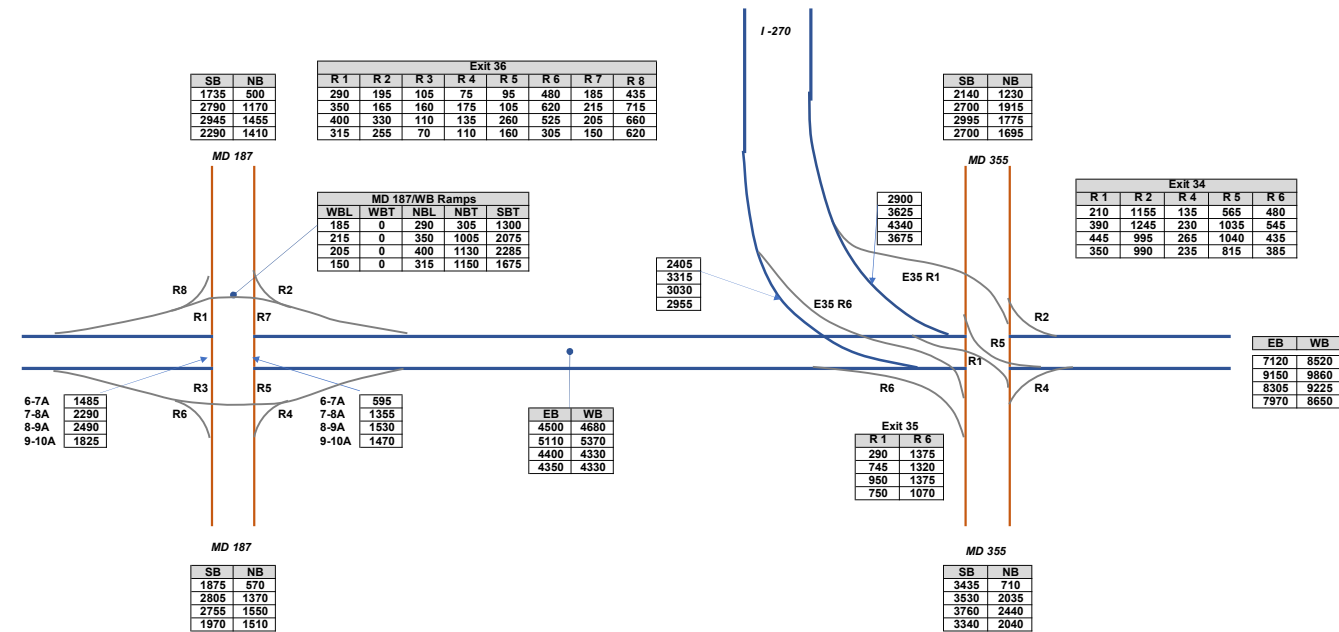 I -270
SB NB
1735 500
2790 1170
2945 1455
2290 1410
MD 187
Exit 36
R 1 R 2 R 3 R 4 R 5 R 6 R 7 R 8
290 195 105 75 95 480 185 435
350 165 160 175 105 620 215 715
400 330 110 135 260 525 205 660
315 255 70 110 160 305 150 620
SB NB
2140 1230
2700 1915
2995 1775
2700 1695
MD 355
MD 187/WB Ramps
WBL WBT NBL NBT SBT
185 0 290 305 1300
215 0 350 1005 2075
205 0 400 1130 2285
150 0 315 1150 1675
2900
3625
4340
3675
Exit 34
R 1 R 2 R 4 R 5 R 6
210 1155 135 565 480
390 1245 230 1035 545
445 995 265 1040 435
350 990 235 815 385
2405
3315
3030
2955
E35 R1
E35 R6
R8
R2
R1
R7
R2
R5
R1
R3
R5
R6
R4
R6
R4
EB WB
7120 8520
9150 9860
8305 9225
7970 8650
6-7A 1485
7-8A 2290
8-9A 2490
9-10A 1825
6-7A 595
7-8A 1355
8-9A 1530
9-10A 1470
EB WB
4500 4680
5110 5370
4400 4330
4350 4330
Exit 35
R 1 R 6
290 1375
745 1320
950 1375
750 1070
MD 187
SB NB
1875 570
2805 1370
2755 1550
1970 1510
MD 355
SB NB
3435 710
3530 2035
3760 2440
3340 2040